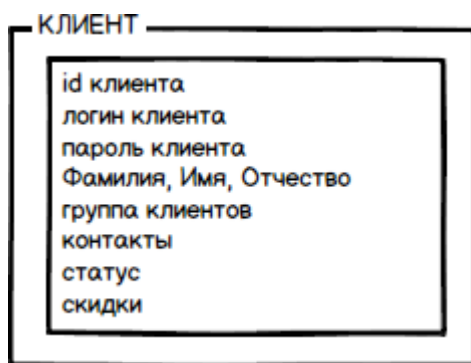 КЛИЕНТ
id клиента
логин клиента
пароль клиента
Фамилия, Имя, Отчество
группа клиентов
контакты
статус
скидки